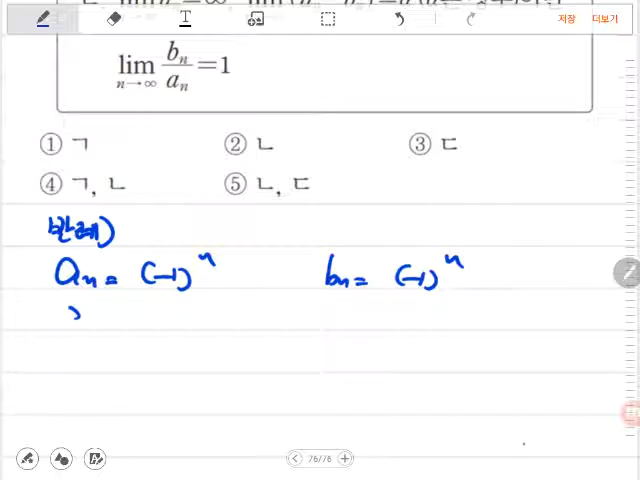 저장 더보기
lim b_n/a_n = 1
n→∞
① ㄱ ② ㄴ ③ ㄷ
④ ㄱ, ㄴ ⑤ ㄴ, ㄷ
반례)
a_n = (-1)^n b_n = (-1)^n
76/76